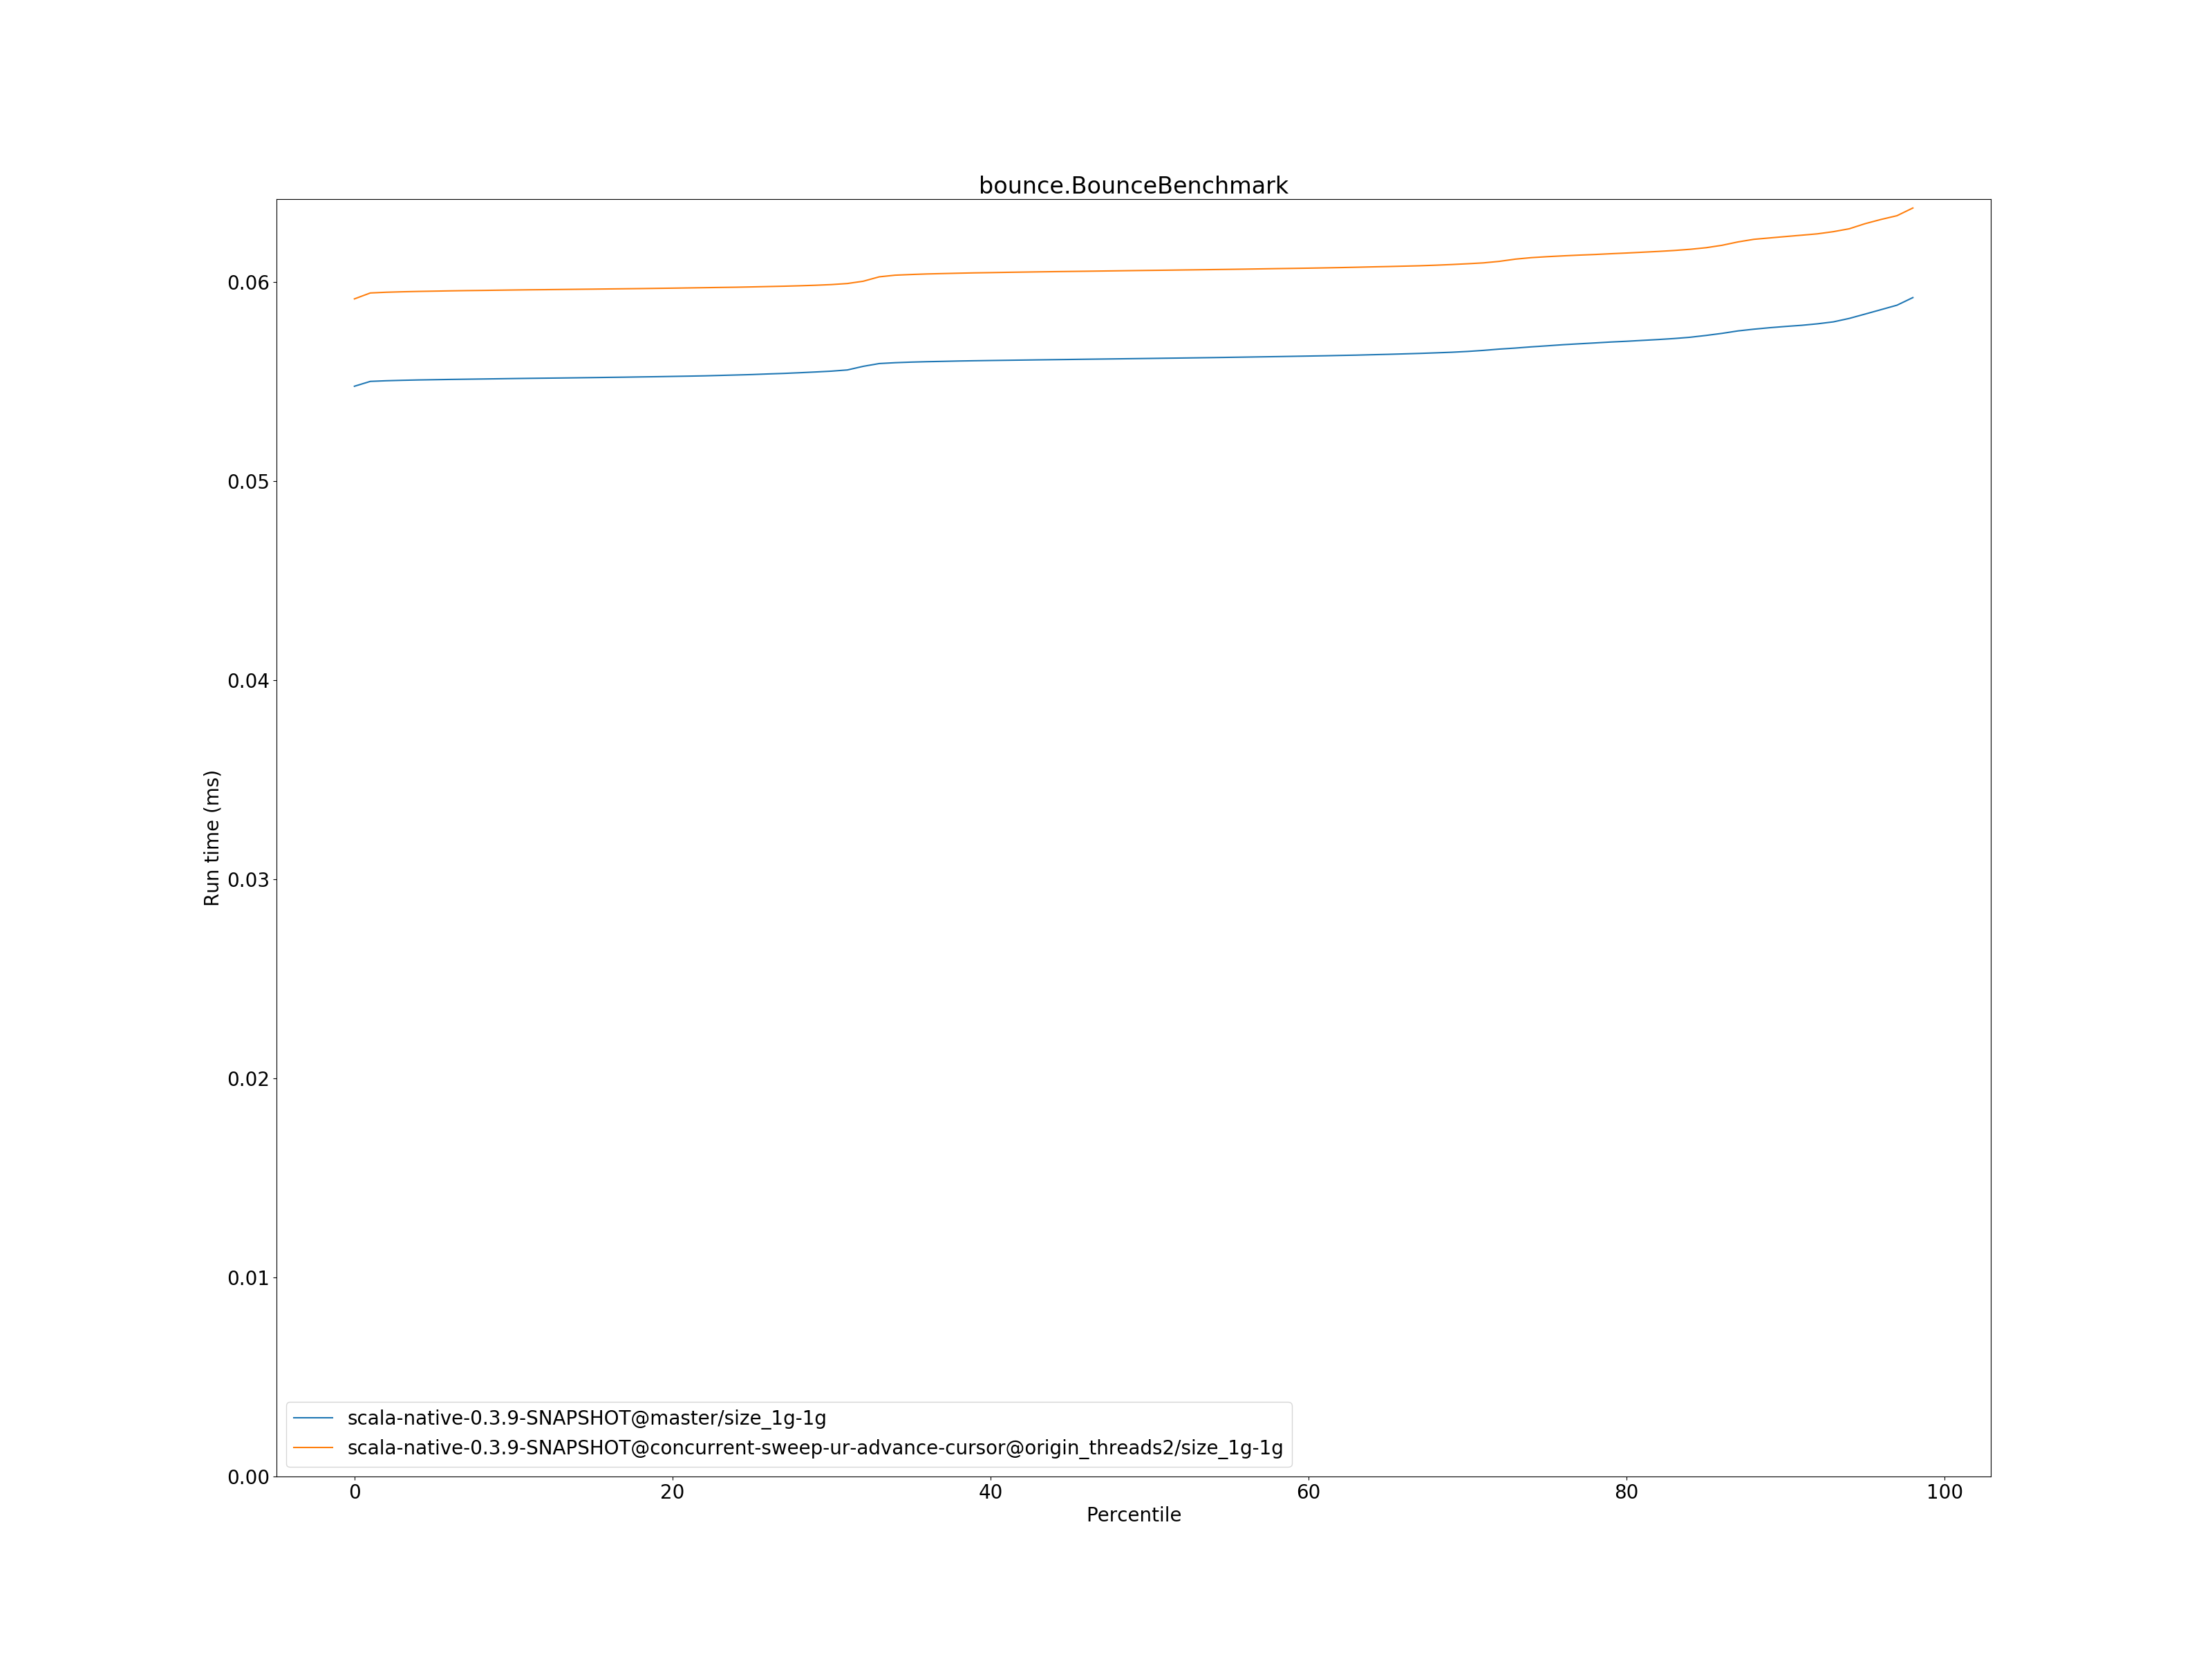 bounce.BounceBenchmark
Run time (ms)
0.06
0.05
0.04
0.03
0.02
0.01
0.00
scala-native-0.3.9-SNAPSHOT@master/size_1g-1g
scala-native-0.3.9-SNAPSHOT@concurrent-sweep-ur-advance-cursor@origin_threads2/size_1g-1g
0 20 40 60 80 100
Percentile